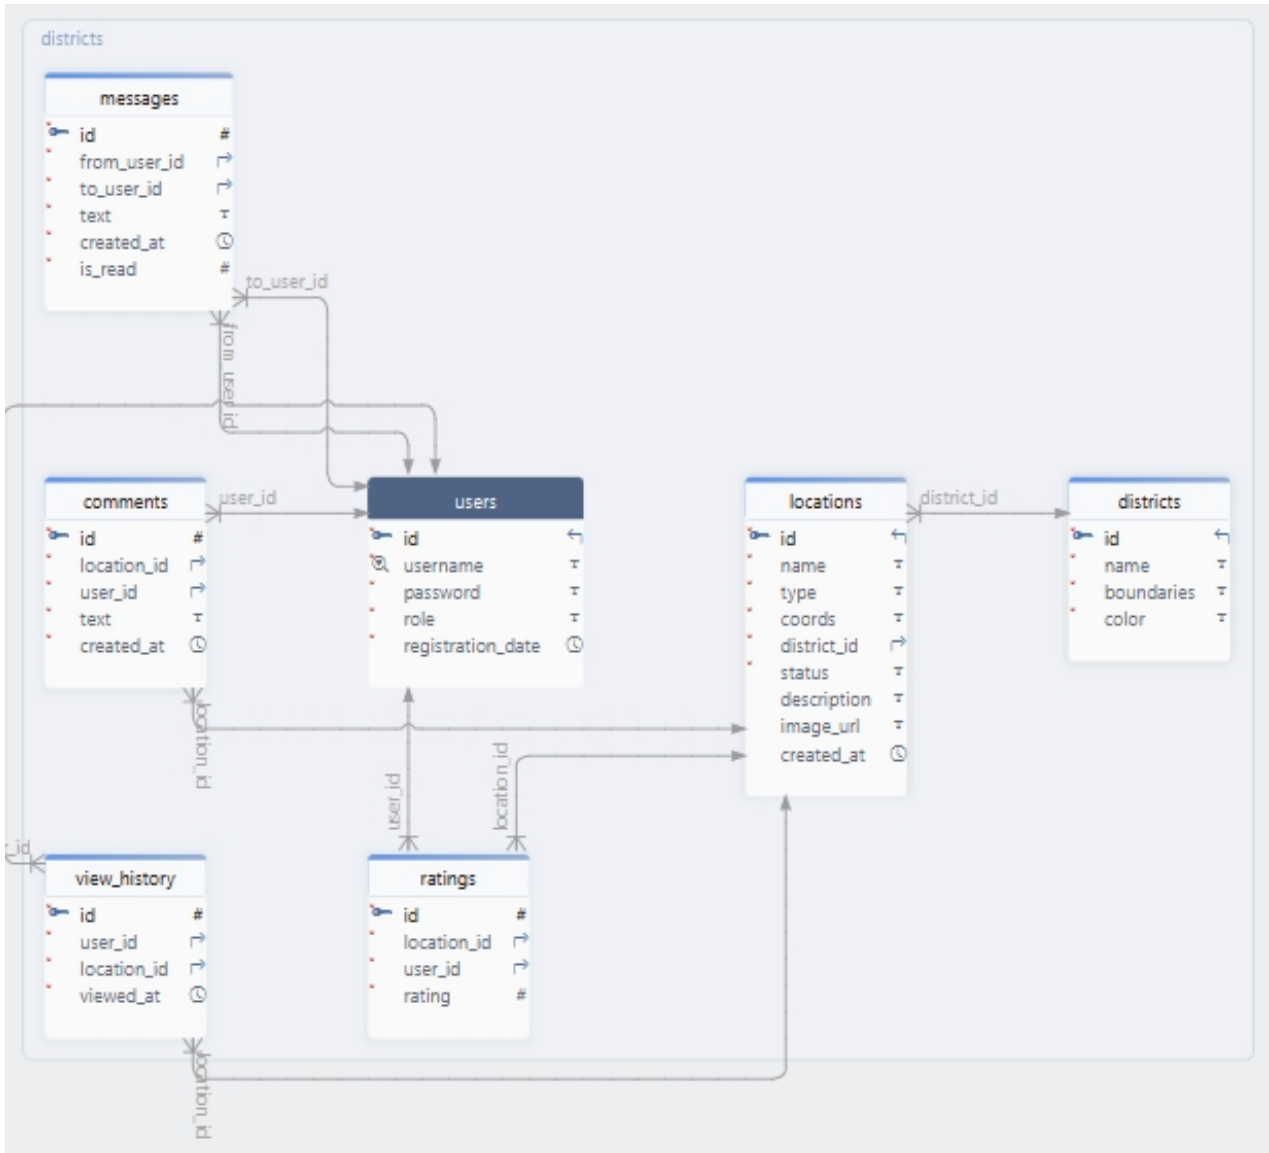 districts
messages
id #
from_user_id
to_user_id
text T
created_at
is_read #
to_user_id
from_user_id
comments
id #
location_id
user_id
text T
created_at
user_id
users
id
username T
password T
role T
registration_date
locations
id
name T
type T
coords T
district_id
status T
description T
image_url T
created_at
district_id
districts
id
name T
boundaries T
color T
location_id
user_id
location_id
r_id
view_history
id #
user_id
location_id
viewed_at
ratings
id #
location_id
user_id
rating #
location_id